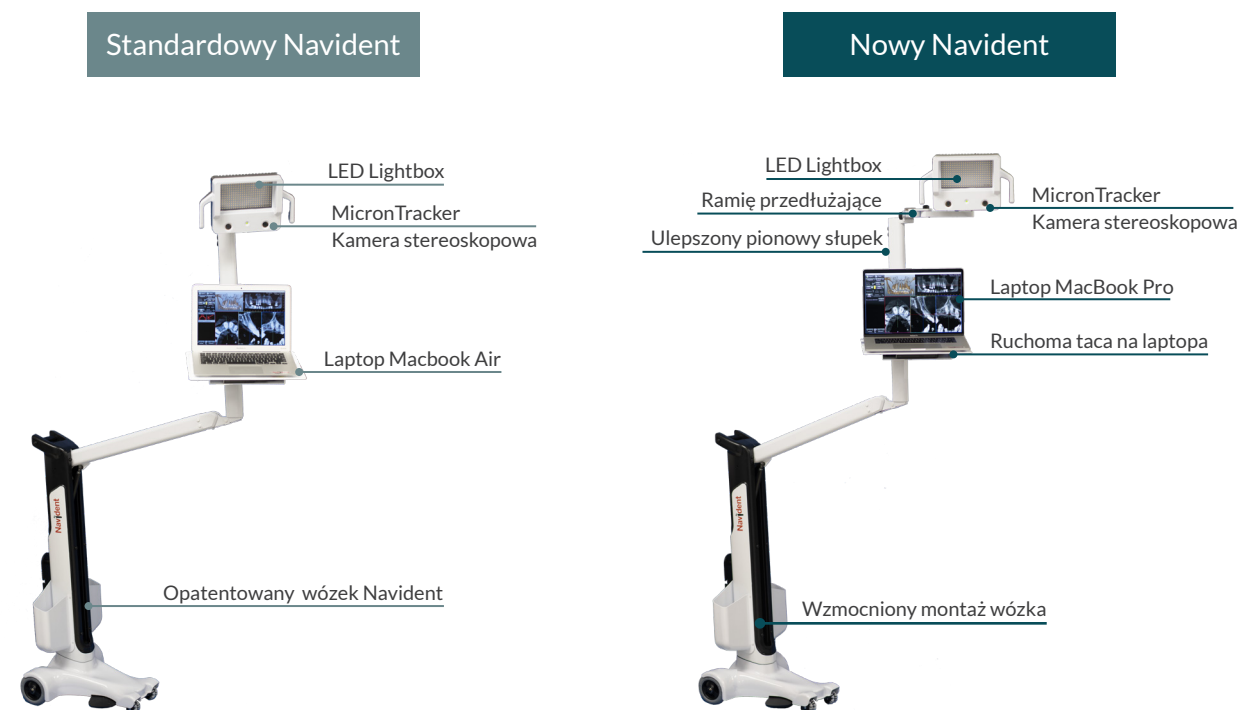 Standardowy Navident
LED Lightbox
MicronTracker
Kamera stereoskopowa
Laptop Macbook Air
Navident
Opatentowany wózek Navident
Nowy Navident
LED Lightbox
Ramię przedłużające
MicronTracker
Kamera stereoskopowa
Ulepszony pionowy słupek
Laptop MacBook Pro
Ruchoma taca na laptopa
Navident
Wzmocniony montaż wózka